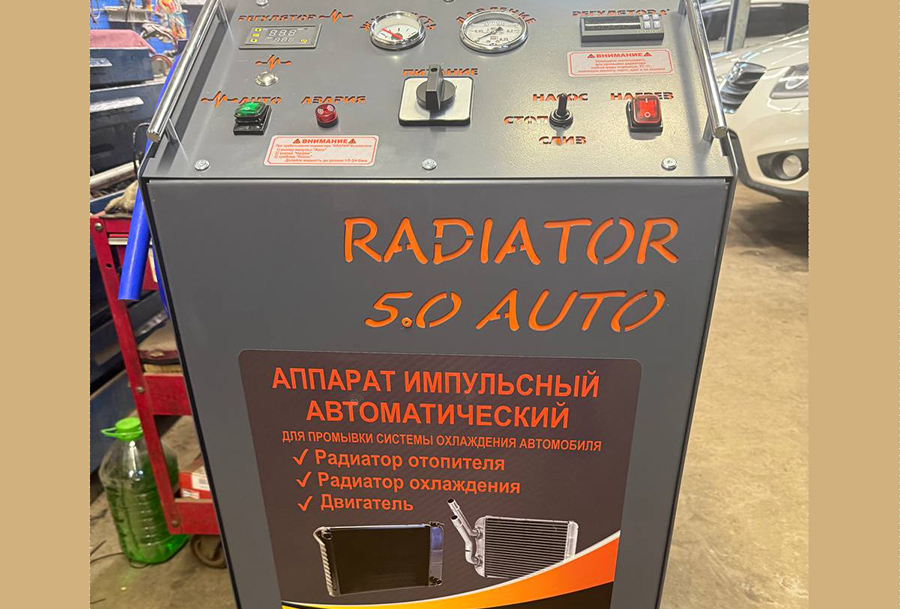 РЕГУЛЯТОР
ДАВЛЕНИЕ
РЕГУЛЯТОР
ВНИМАНИЕ
ПИТАНИЕ
АВТО
АВАРИЯ
НАСОС
НАГРЕВ
СТОП
СЛИВ
ВНИМАНИЕ
RADIATOR
5.0 AUTO
АППАРАТ ИМПУЛЬСНЫЙ
АВТОМАТИЧЕСКИЙ
ДЛЯ ПРОМЫВКИ СИСТЕМЫ ОХЛАЖДЕНИЯ АВТОМОБИЛЯ
✓ Радиатор отопителя
✓ Радиатор охлаждения
✓ Двигатель